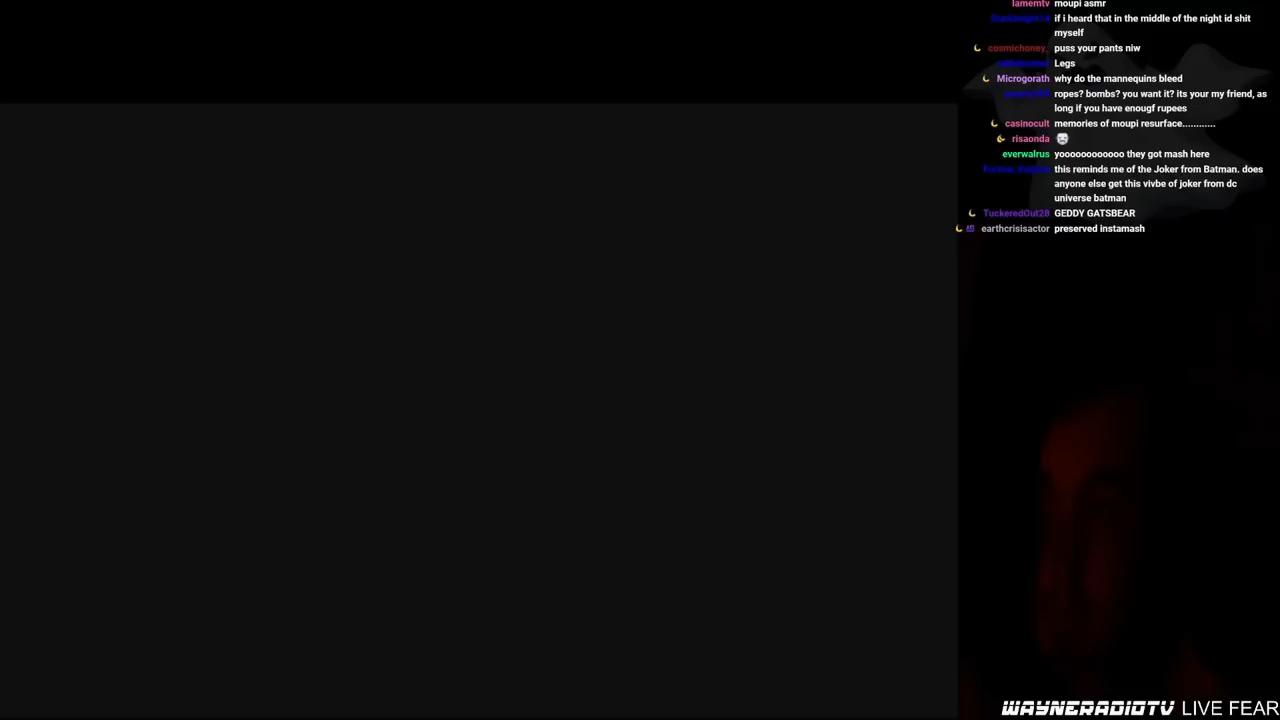 lamemtv moupi asmr
if i heard that in the middle of the night id shit
myself
cosmichoney_ puss your pants niw
Legs
Microgorath why do the mannequins bleed
ropes? bombs? you want it? its your my friend, as
long if you have enougf rupees
casinocult memories of moupi resurface............
risaonda
everwalrus yooooooooooo they got mash here
this reminds me of the Joker from Batman. does
anyone else get this vivbe of joker from dc
universe batman
TuckeredOut28 GEDDY GATSBEAR
earthcrisisactor preserved instamash
WAYNERADIOTV LIVE FEAR